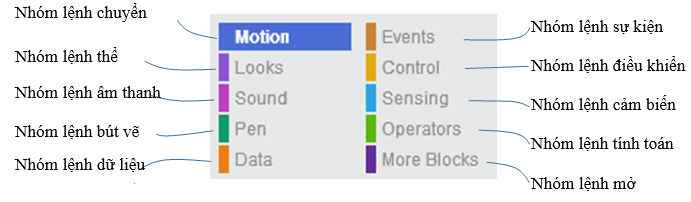 Nhóm lệnh chuyển
Nhóm lệnh thể
Nhóm lệnh âm thanh
Nhóm lệnh bút vẽ
Nhóm lệnh dữ liệu
Motion
Looks
Sound
Pen
Data
Events
Control
Sensing
Operators
More Blocks
Nhóm lệnh sự kiện
Nhóm lệnh điều khiển
Nhóm lệnh cảm biến
Nhóm lệnh tính toán
Nhóm lệnh mở